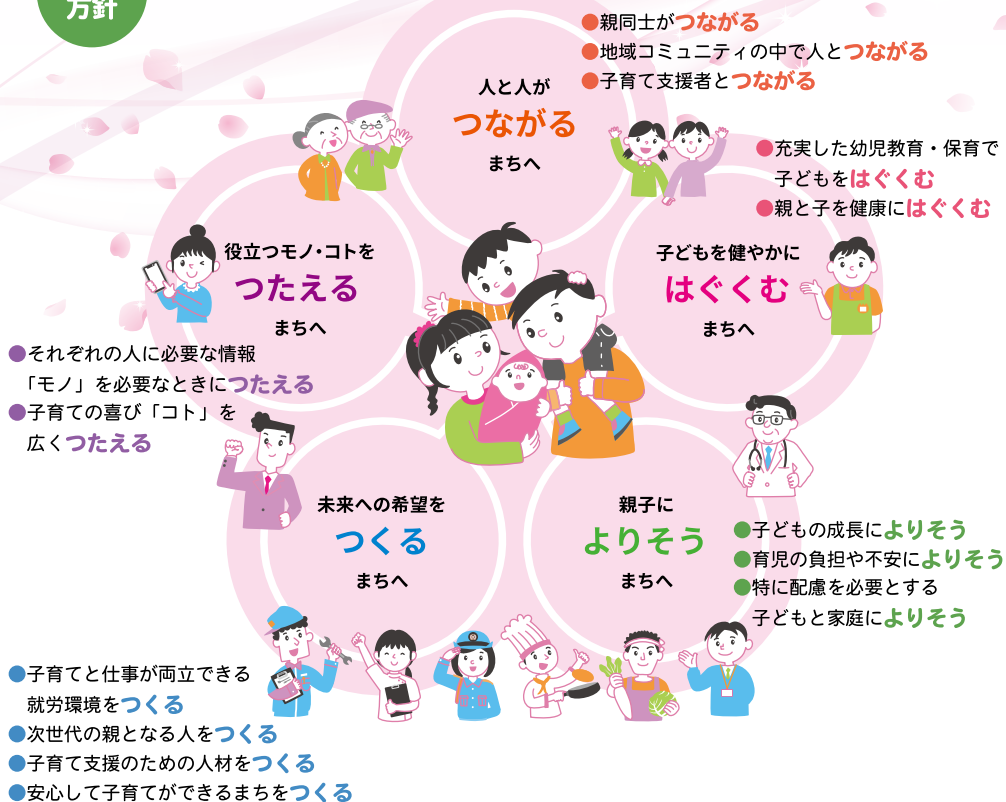 方針
人と人が
つながる
まちへ
●親同士がつながる
●地域コミュニティの中で人とつながる
●子育て支援者とつながる
子どもを健やかに
はぐくむ
まちへ
●充実した幼児教育・保育で
子どもをはぐくむ
●親と子を健康にはぐくむ
役立つモノ・コトを
つたえる
まちへ
●それぞれの人に必要な情報
「モノ」を必要なときにつたえる
●子育ての喜び「コト」を
広くつたえる
親子に
よりそう
まちへ
●子どもの成長によりそう
●育児の負担や不安によりそう
●特に配慮を必要とする
子どもと家庭によりそう
未来への希望を
つくる
まちへ
●子育てと仕事が両立できる
就労環境をつくる
●次世代の親となる人をつくる
●子育て支援のための人材をつくる
●安心して子育てができるまちをつくる